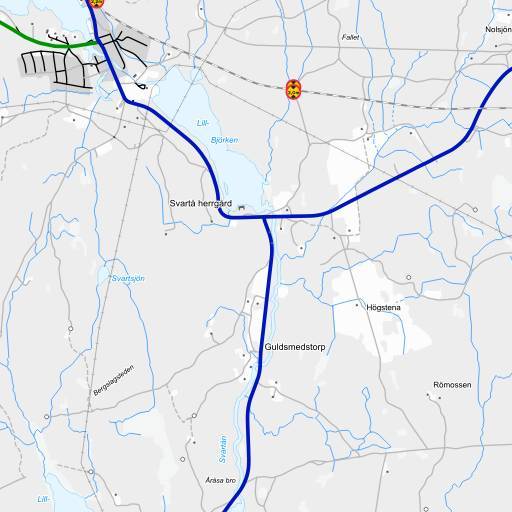 Fallet
Nolsjön
Lill-
Björken
Svartå herrgård
Svartsjön
Högstena
Guldsmedstorp
Bergslagsleden
Römossen
Svartån
Åråsa bro
Lill-